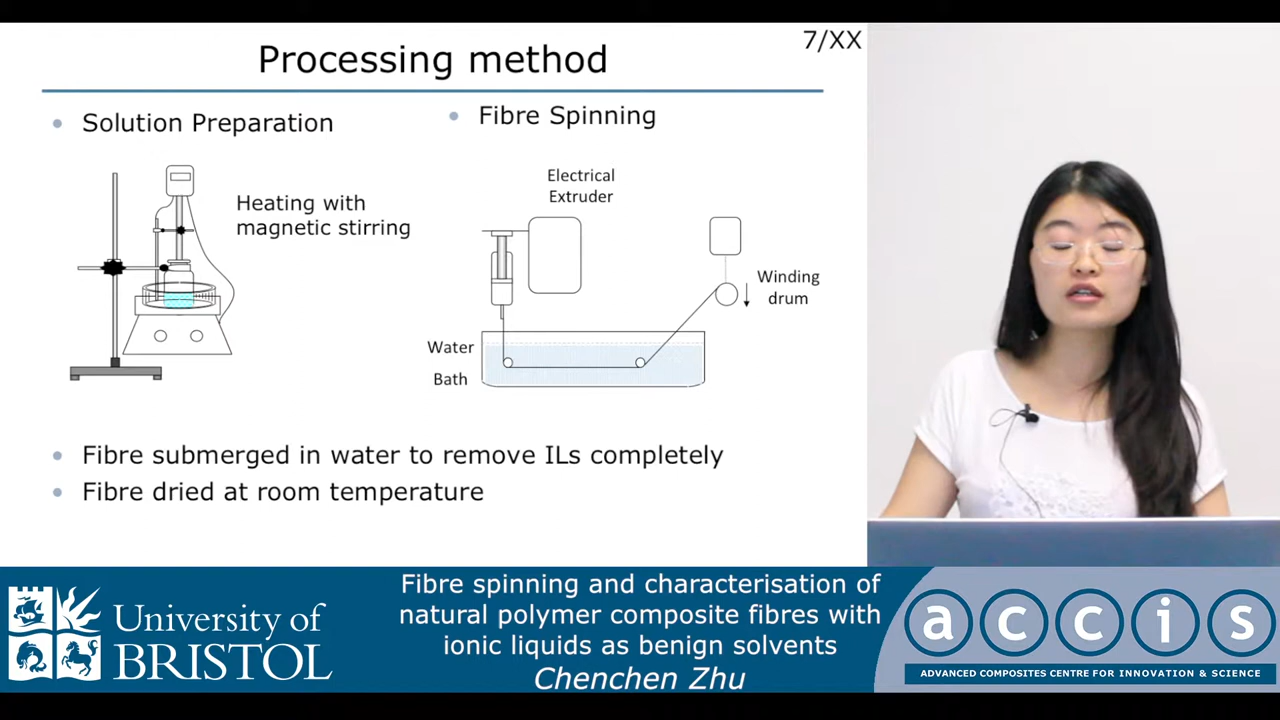 7/XX
Processing method
• Solution Preparation
Heating with
magnetic stirring
• Fibre Spinning
Electrical
Extruder
Winding
drum
Water
Bath
• Fibre submerged in water to remove ILs completely
• Fibre dried at room temperature
University of
BRISTOL
Fibre spinning and characterisation of
natural polymer composite fibres with
ionic liquids as benign solvents
Chenchen Zhu
accis
ADVANCED COMPOSITES CENTRE FOR INNOVATION & SCIENCE